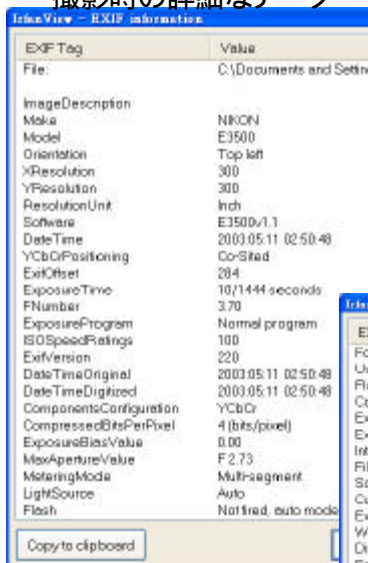 撮影時の詳細なデータ
IrfanView - EXIF information
EXIF Tag Value
File: C:\Documents and Settin
ImageDescription
Make NIKON
Model E3500
Orientation Top left
XResolution 300
YResolution 300
ResolutionUnit Inch
Software E3500v1.1
DateTime 2003:05:11 02:50:48
YCbCrPositioning Co-Sited
ExifOffset 284
ExposureTime 10/1444 seconds
FNumber 3.70
ExposureProgram Normal program
ISOSpeedRatings 100
ExifVersion 220
DateTimeOriginal 2003:05:11 02:50:48
DateTimeDigitized 2003:05:11 02:50:48
ComponentsConfiguration YCbCr
CompressedBitsPerPixel 4 (bits/pixel)
ExposureBiasValue 0.00
MaxApertureValue F 2.73
MeteringMode Multi-segment
LightSource Auto
Flash Not fired, auto mode
Copy to clipboard